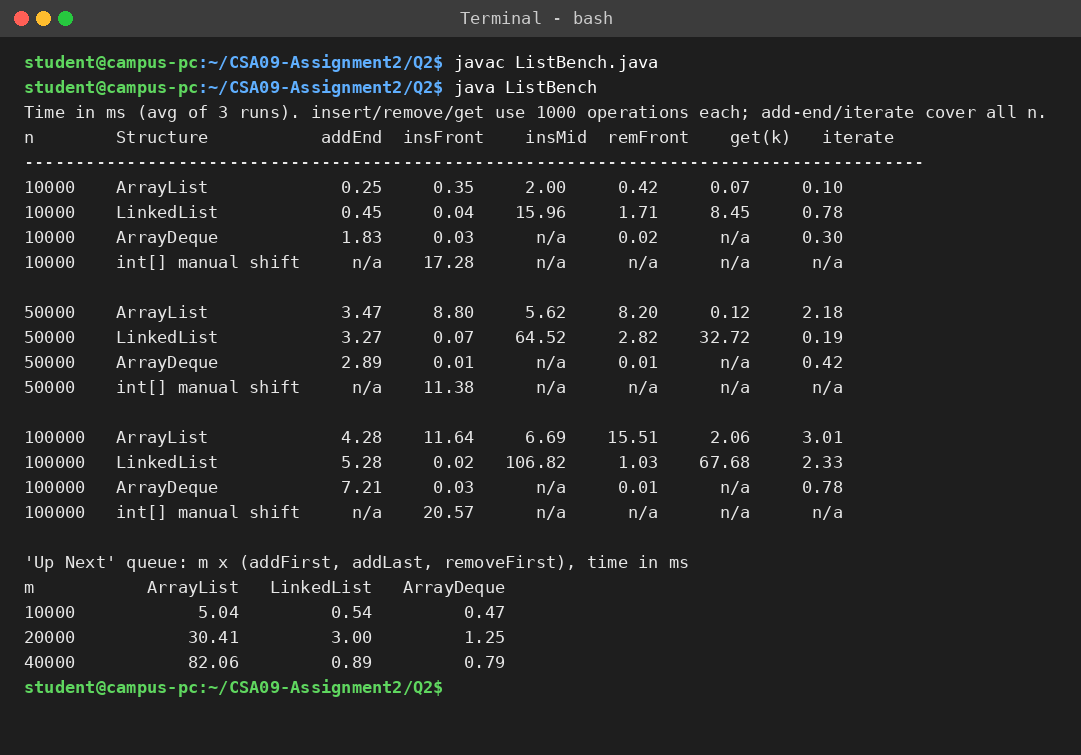 Terminal - bash
student@campus-pc:~/CSA09-Assignment2/Q2$ javac ListBench.java
student@campus-pc:~/CSA09-Assignment2/Q2$ java ListBench
Time in ms (avg of 3 runs). insert/remove/get use 1000 operations each; add-end/iterate cover all n.
n        Structure           addEnd  insFront    insMid  remFront    get(k)   iterate
----------------------------------------------------------------------------------------
10000    ArrayList             0.25     0.35     2.00     0.42     0.07     0.10
10000    LinkedList            0.45     0.04    15.96     1.71     8.45     0.78
10000    ArrayDeque            1.83     0.03      n/a     0.02      n/a     0.30
10000    int[] manual shift     n/a    17.28      n/a      n/a      n/a      n/a
50000    ArrayList             3.47     8.80     5.62     8.20     0.12     2.18
50000    LinkedList            3.27     0.07    64.52     2.82    32.72     0.19
50000    ArrayDeque            2.89     0.01      n/a     0.01      n/a     0.42
50000    int[] manual shift     n/a    11.38      n/a      n/a      n/a      n/a
100000   ArrayList             4.28    11.64     6.69    15.51     2.06     3.01
100000   LinkedList            5.28     0.02   106.82     1.03    67.68     2.33
100000   ArrayDeque            7.21     0.03      n/a     0.01      n/a     0.78
100000   int[] manual shift     n/a    20.57      n/a      n/a      n/a      n/a
'Up Next' queue: m x (addFirst, addLast, removeFirst), time in ms
m           ArrayList   LinkedList   ArrayDeque
10000            5.04         0.54         0.47
20000           30.41         3.00         1.25
40000           82.06         0.89         0.79
student@campus-pc:~/CSA09-Assignment2/Q2$